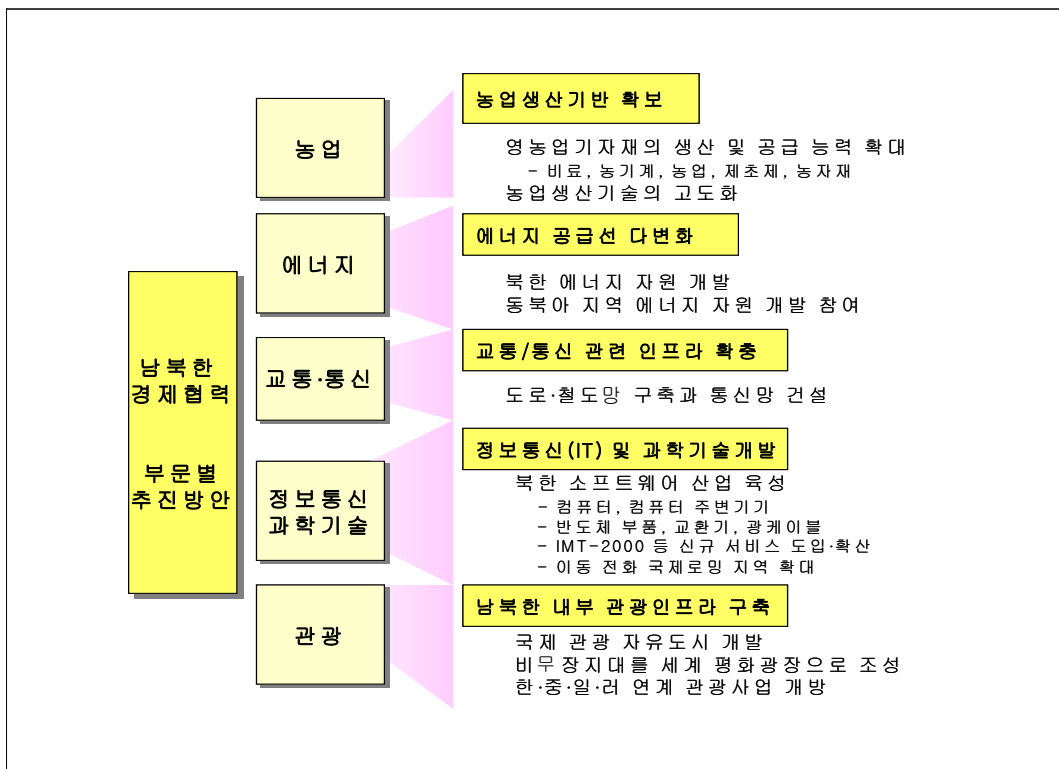 남북한
경제협력
부문별
추진방안
농업
농업생산기반 확보
영농업기자재의 생산 및 공급 능력 확대
- 비료, 농기계, 농업, 제초제, 농자재
농업생산기술의 고도화
에너지
에너지 공급선 다변화
북한 에너지 자원 개발
동북아 지역 에너지 자원 개발 참여
교통·통신
교통/통신 관련 인프라 확충
도로·철도망 구축과 통신망 건설
정보통신
과학기술
정보통신(IT) 및 과학기술개발
북한 소프트웨어 산업 육성
- 컴퓨터, 컴퓨터 주변기기
- 반도체 부품, 교환기, 광케이블
- IMT-2000 등 신규 서비스 도입·확산
- 이동 전화 국제로밍 지역 확대
관광
남북한 내부 관광인프라 구축
국제 관광 자유도시 개발
비무장지대를 세계 평화광장으로 조성
한·중·일·러 연계 관광사업 개방